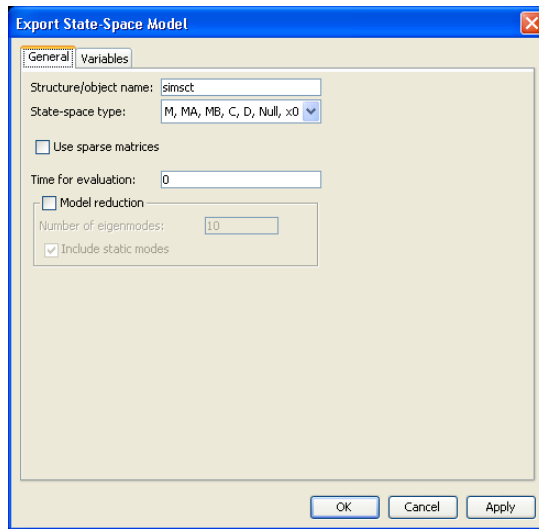 Export State-Space Model
General Variables
Structure/object name: simsct
State-space type: M, MA, MB, C, D, Null, x0
Use sparse matrices
Time for evaluation: 0
Model reduction
Number of eigenmodes: 10
Include static modes
OK Cancel Apply